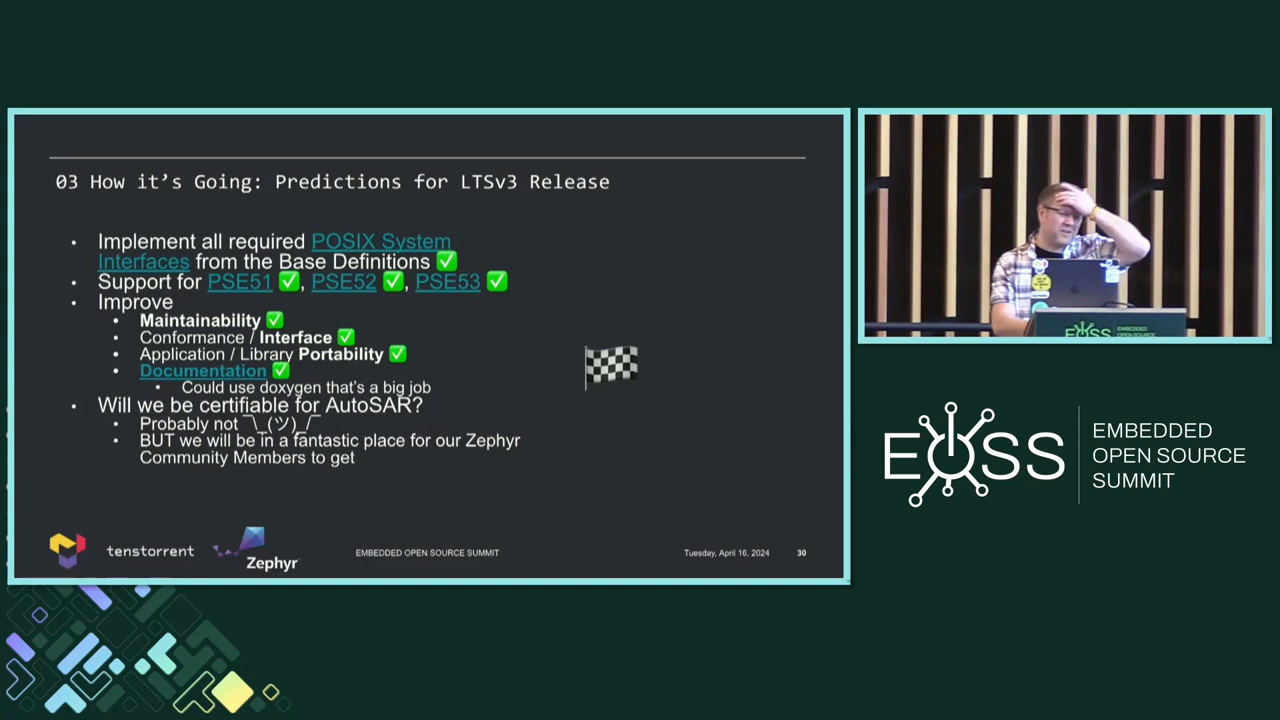 03 How it’s Going: Predictions for LTSv3 Release
• Implement all required POSIX System
Interfaces from the Base Definitions ✅
• Support for PSE51 ✅, PSE52 ✅, PSE53 ✅
• Improve
• Maintainability ✅
• Conformance / Interface ✅
• Application / Library Portability ✅
• Documentation ✅
• Could use doxygen that's a big job
• Will we be certifiable for AutoSAR?
• Probably not ¯\_(ツ)_/¯
• BUT we will be in a fantastic place for our Zephyr
Community Members to get
tenstorrent
Zephyr
EMBEDDED OPEN SOURCE SUMMIT
Tuesday, April 16, 2024
30
EOSS
EOSS
EMBEDDED
OPEN SOURCE
SUMMIT